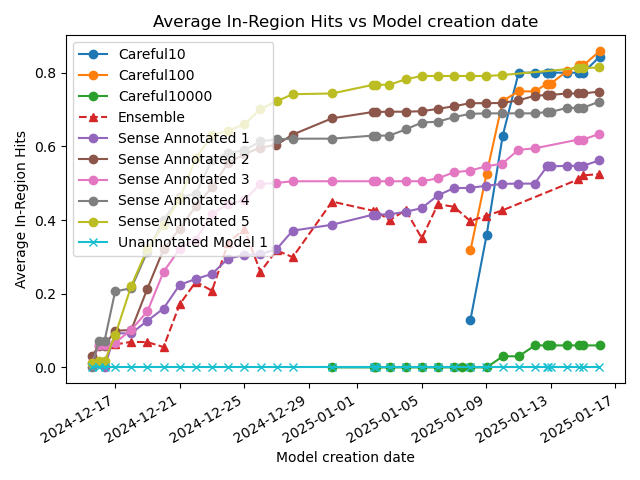 Average In-Region Hits vs Model creation date
Careful10
Careful100
Careful10000
Ensemble
Sense Annotated 1
Sense Annotated 2
Sense Annotated 3
Sense Annotated 4
Sense Annotated 5
Unannotated Model 1
Average In-Region Hits
0.8
0.6
0.4
0.2
0.0
2024-12-17
2024-12-21
2024-12-25
2024-12-29
2025-01-01
2025-01-05
2025-01-09
2025-01-13
2025-01-17
Model creation date